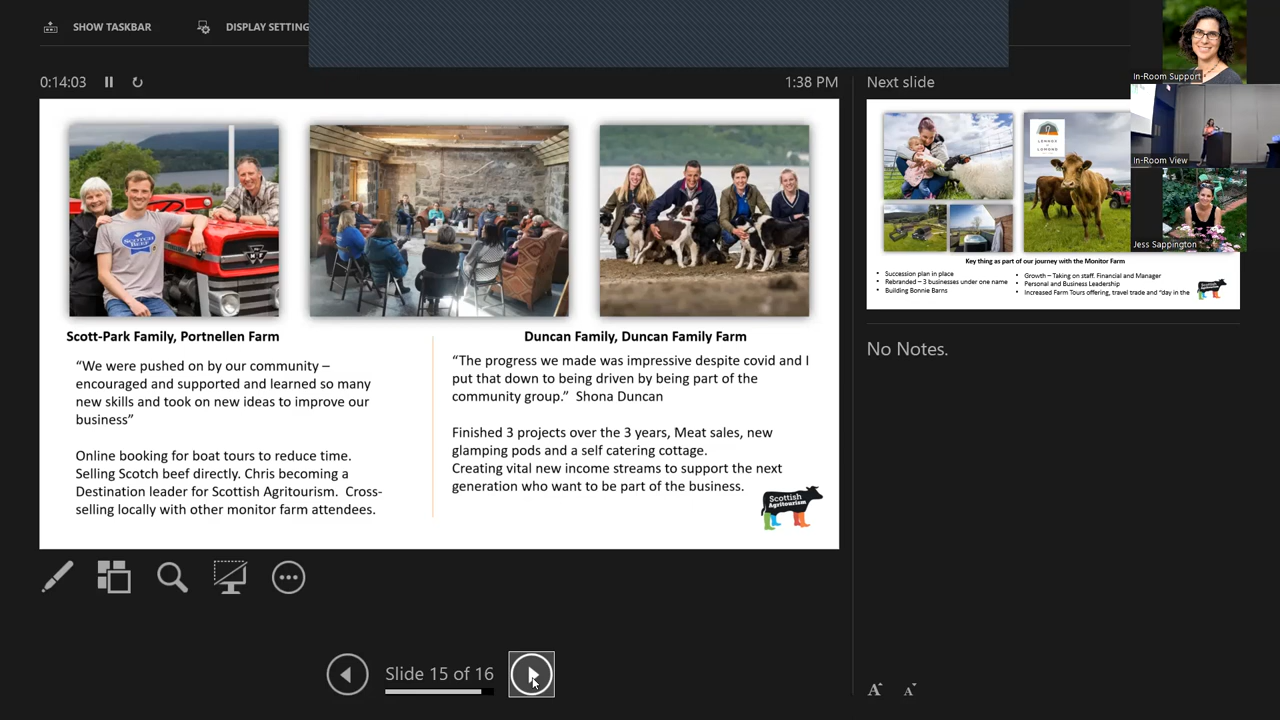 SHOW TASKBAR
DISPLAY SETTING
In-Room Support
0:14:03
1:38 PM
Next slide
In-Room View
Jess Sappington
Scott-Park Family, Portnellen Farm
“We were pushed on by our community –
encouraged and supported and learned so many
new skills and took on new ideas to improve our
business”
Online booking for boat tours to reduce time.
Selling Scotch beef directly. Chris becoming a
Destination leader for Scottish Agritourism. Cross-
selling locally with other monitor farm attendees.
Duncan Family, Duncan Family Farm
“The progress we made was impressive despite covid and I
put that down to being driven by being part of the
community group.” Shona Duncan
Finished 3 projects over the 3 years, Meat sales, new
glamping pods and a self catering cottage.
Creating vital new income streams to support the next
generation who want to be part of the business.
Scottish
Agritourism
SCOTCH
BEEF
LENNOX
LOMOND
Key thing as part of our journey with the Monitor Farm
• Succession plan in place
• Rebranded – 3 businesses under one name
• Building Bonnie Barns
• Growth – Taking on staff. Financial and Manager
• Personal and Business Leadership
• Increased Farm Tours offering, travel trade and “day in the
No Notes.
Slide 15 of 16
A A